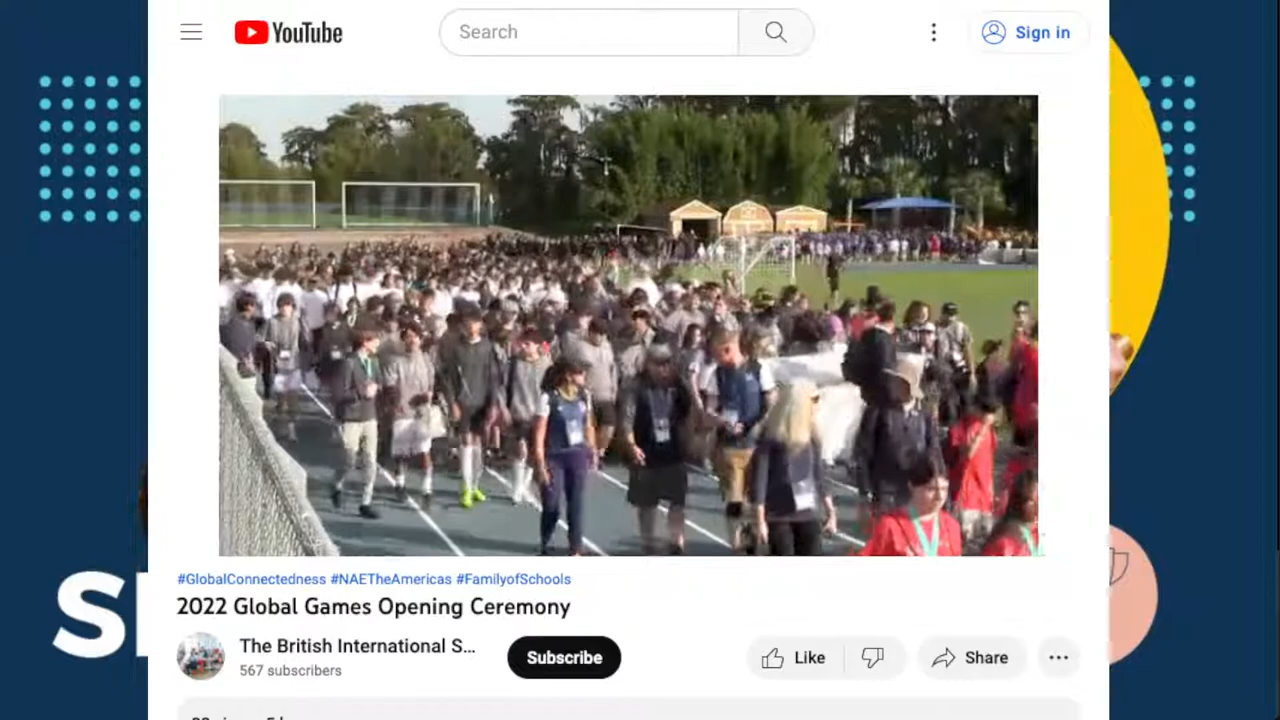 YouTube
Search
Sign in
#GlobalConnectedness #NAETheAmericas #FamilyofSchools
2022 Global Games Opening Ceremony
The British International S...
567 subscribers
Subscribe
Like
Share